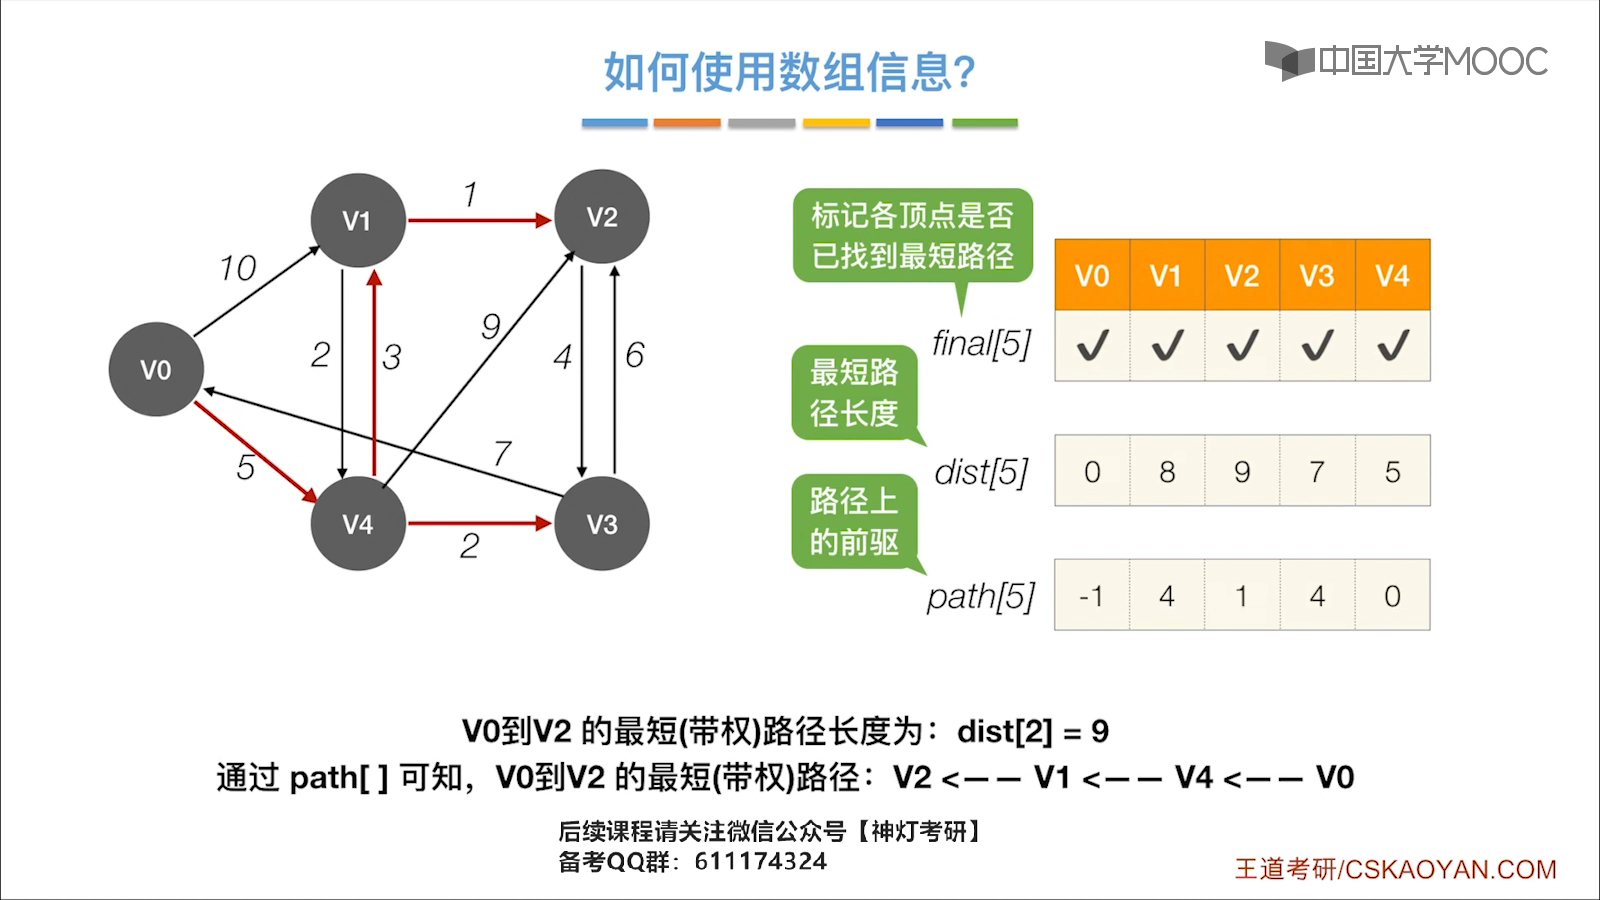 如何使用数组信息?
中国大学MOOC
V1
1
V2
10
2
3
9
4
6
V0
5
7
V4
2
V3
标记各顶点是否
已找到最短路径
final[5]
V0 V1 V2 V3 V4
✓ ✓ ✓ ✓ ✓
最短路
径长度
dist[5]
0 8 9 7 5
路径上
的前驱
path[5]
-1 4 1 4 0
V0到V2 的最短(带权)路径长度为：dist[2] = 9
通过 path[ ] 可知，V0到V2 的最短(带权)路径：V2 <—— V1 <—— V4 <—— V0
后续课程请关注微信公众号【神灯考研】
备考QQ群：611174324
王道考研/CSKAOYAN.COM